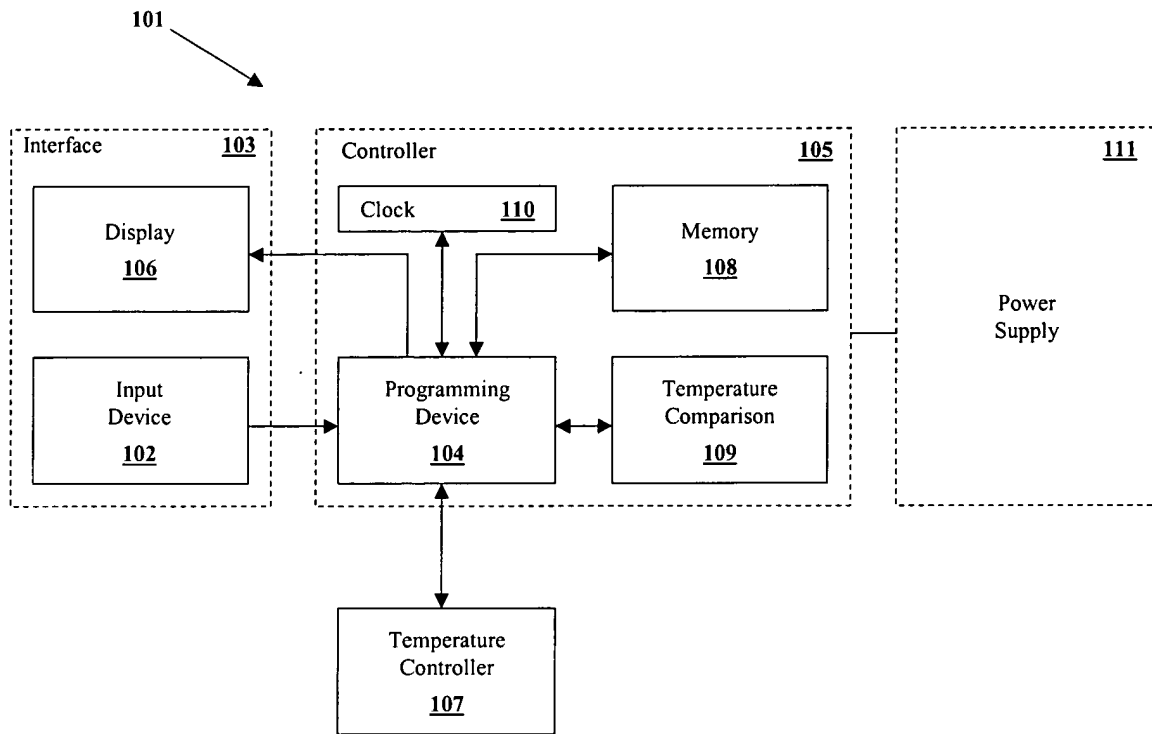 101
Interface 103
Controller 105
111
Display
106
Clock 110
Memory
108
Power
Supply
Input
Device
102
Programming
Device
104
Temperature
Comparison
109
Temperature
Controller
107